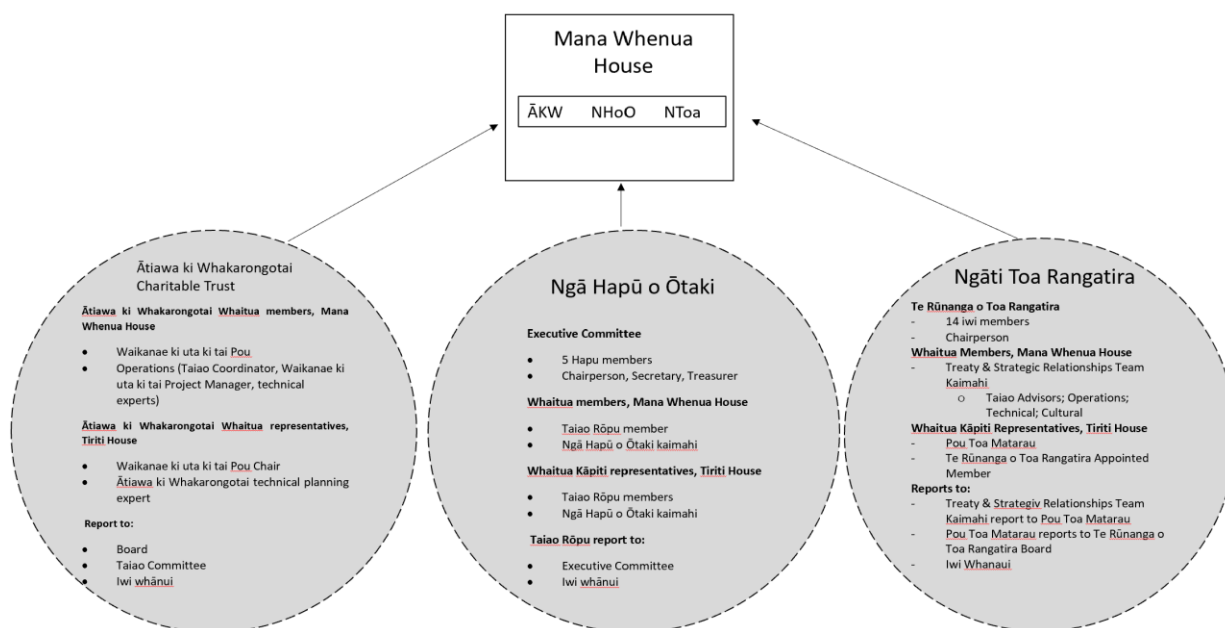 Mana Whenua
House
ĀKW NHoO NToa
Ātiawa ki Whakarongotai
Charitable Trust
Ātiawa ki Whakarongotai Whaitua members, Mana
Whenua House
● Waikanae ki uta ki tai Pou
● Operations (Taiao Coordinator, Waikanae ki
uta ki tai Project Manager, technical
experts)
Ātiawa ki Whakarongotai Whaitua representatives,
Tiriti House
● Waikanae ki uta ki tai Pou Chair
● Ātiawa ki Whakarongotai technical planning
expert
Report to:
● Board
● Taiao Committee
● Iwi whānui
Ngā Hapū o Ōtaki
Executive Committee
● 5 Hapu members
● Chairperson, Secretary, Treasurer
Whaitua members, Mana Whenua House
● Taiao Rōpu member
● Ngā Hapū o Ōtaki kaimahi
Whaitua Kāpiti representatives, Tiriti House
● Taiao Rōpu members
● Ngā Hapū o Ōtaki kaimahi
Taiao Rōpu report to:
● Executive Committee
● Iwi whānui
Ngāti Toa Rangatira
Te Rūnanga o Toa Rangatira
- 14 iwi members
- Chairperson
Whaitua Members, Mana Whenua House
- Treaty & Strategic Relationships Team
Kaimahi
o Taiao Advisors; Operations;
Technical; Cultural
Whaitua Kāpiti Representatives, Tiriti House
- Pou Toa Matarau
- Te Rūnanga o Toa Rangatira Appointed
Member
Reports to:
- Treaty & Strategiv Relationships Team
Kaimahi report to Pou Toa Matarau
- Pou Toa Matarau reports to Te Rūnanga o
Toa Rangatira Board
- Iwi Whanaui